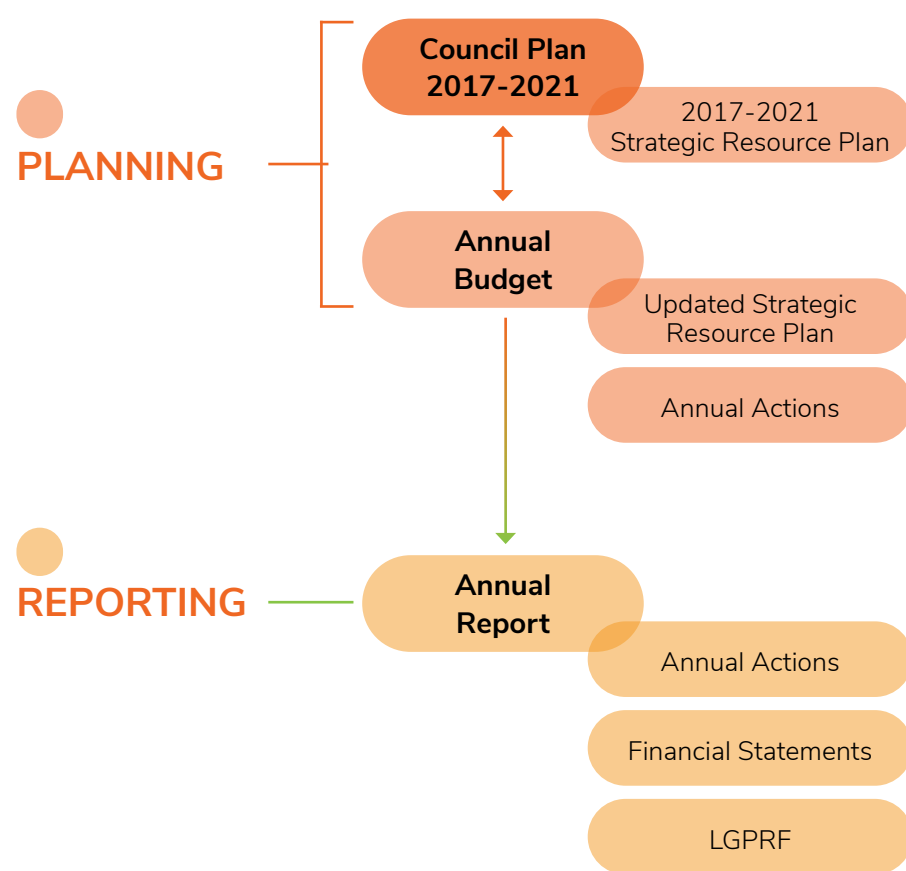 PLANNING
Council Plan
2017-2021
2017-2021
Strategic Resource Plan
Annual
Budget
Updated Strategic
Resource Plan
Annual Actions
REPORTING
Annual
Report
Annual Actions
Financial Statements
LGPRF